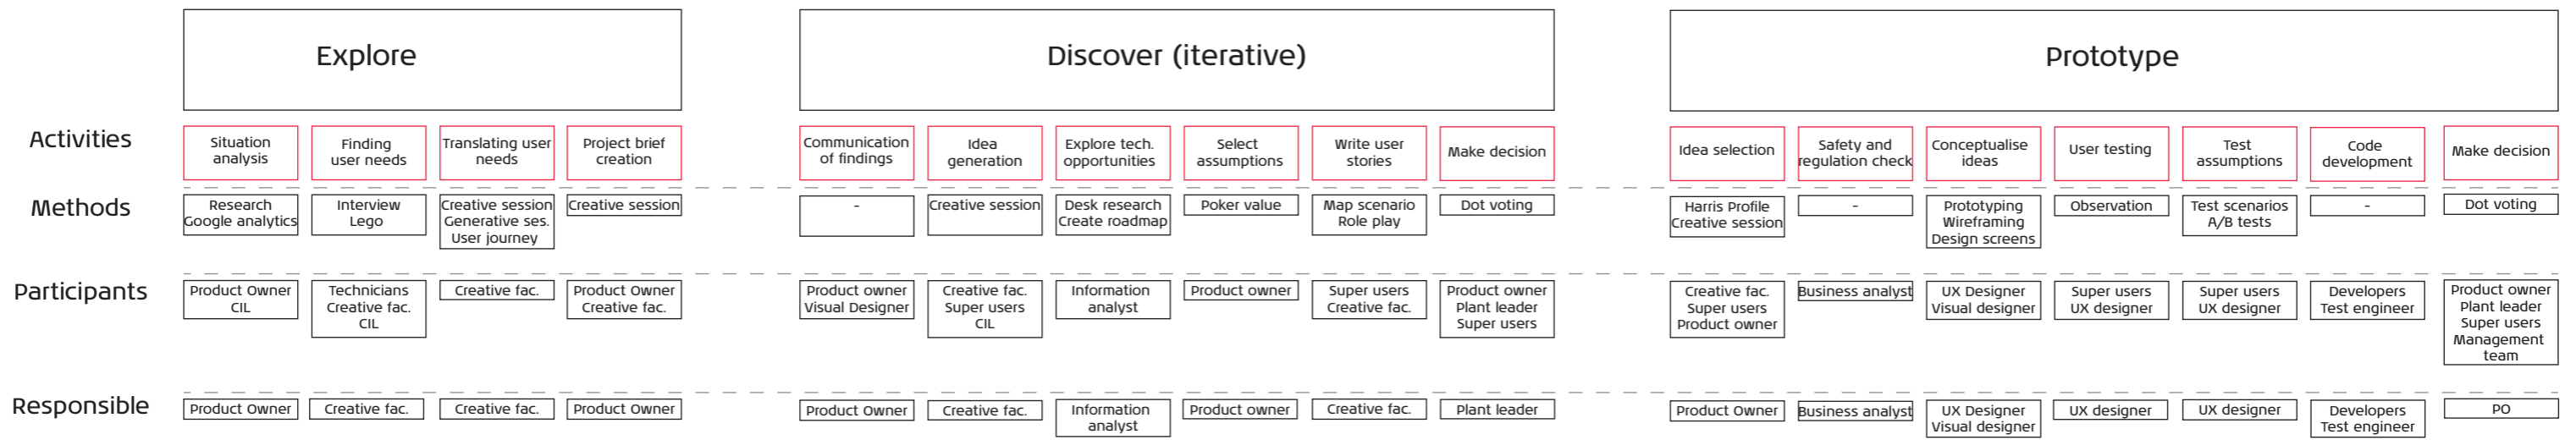 Explore
Discover (iterative)
Prototype
Activities
Situation
analysis
Finding
user needs
Translating user
needs
Project brief
creation
Communication
of findings
Idea
generation
Explore tech.
opportunities
Select
assumptions
Write user
stories
Make decision
Idea selection
Safety and
regulation check
Conceptualise
ideas
User testing
Test
assumptions
Code
development
Make decision
Methods
Research
Google analytics
Interview
Lego
Creative session
Generative ses.
User journey
Creative session
-
Creative session
Desk research
Create roadmap
Poker value
Map scenario
Role play
Dot voting
Harris Profile
Creative session
-
Prototyping
Wireframing
Design screens
Observation
Test scenarios
A/B tests
-
Dot voting
Participants
Product Owner
CIL
Technicians
Creative fac.
CIL
Creative fac.
Product Owner
Creative fac.
Product owner
Visual Designer
Creative fac.
Super users
CIL
Information
analyst
Product owner
Super users
Creative fac.
Product owner
Plant leader
Super users
Creative fac.
Super users
Product owner
Business analyst
UX Designer
Visual designer
Super users
UX designer
Super users
UX designer
Developers
Test engineer
Product owner
Plant leader
Super users
Management
team
Responsible
Product Owner
Creative fac.
Creative fac.
Product Owner
Product Owner
Creative fac.
Information
analyst
Product owner
Creative fac.
Plant leader
Product Owner
Business analyst
UX Designer
Visual designer
UX designer
UX designer
Developers
Test engineer
PO